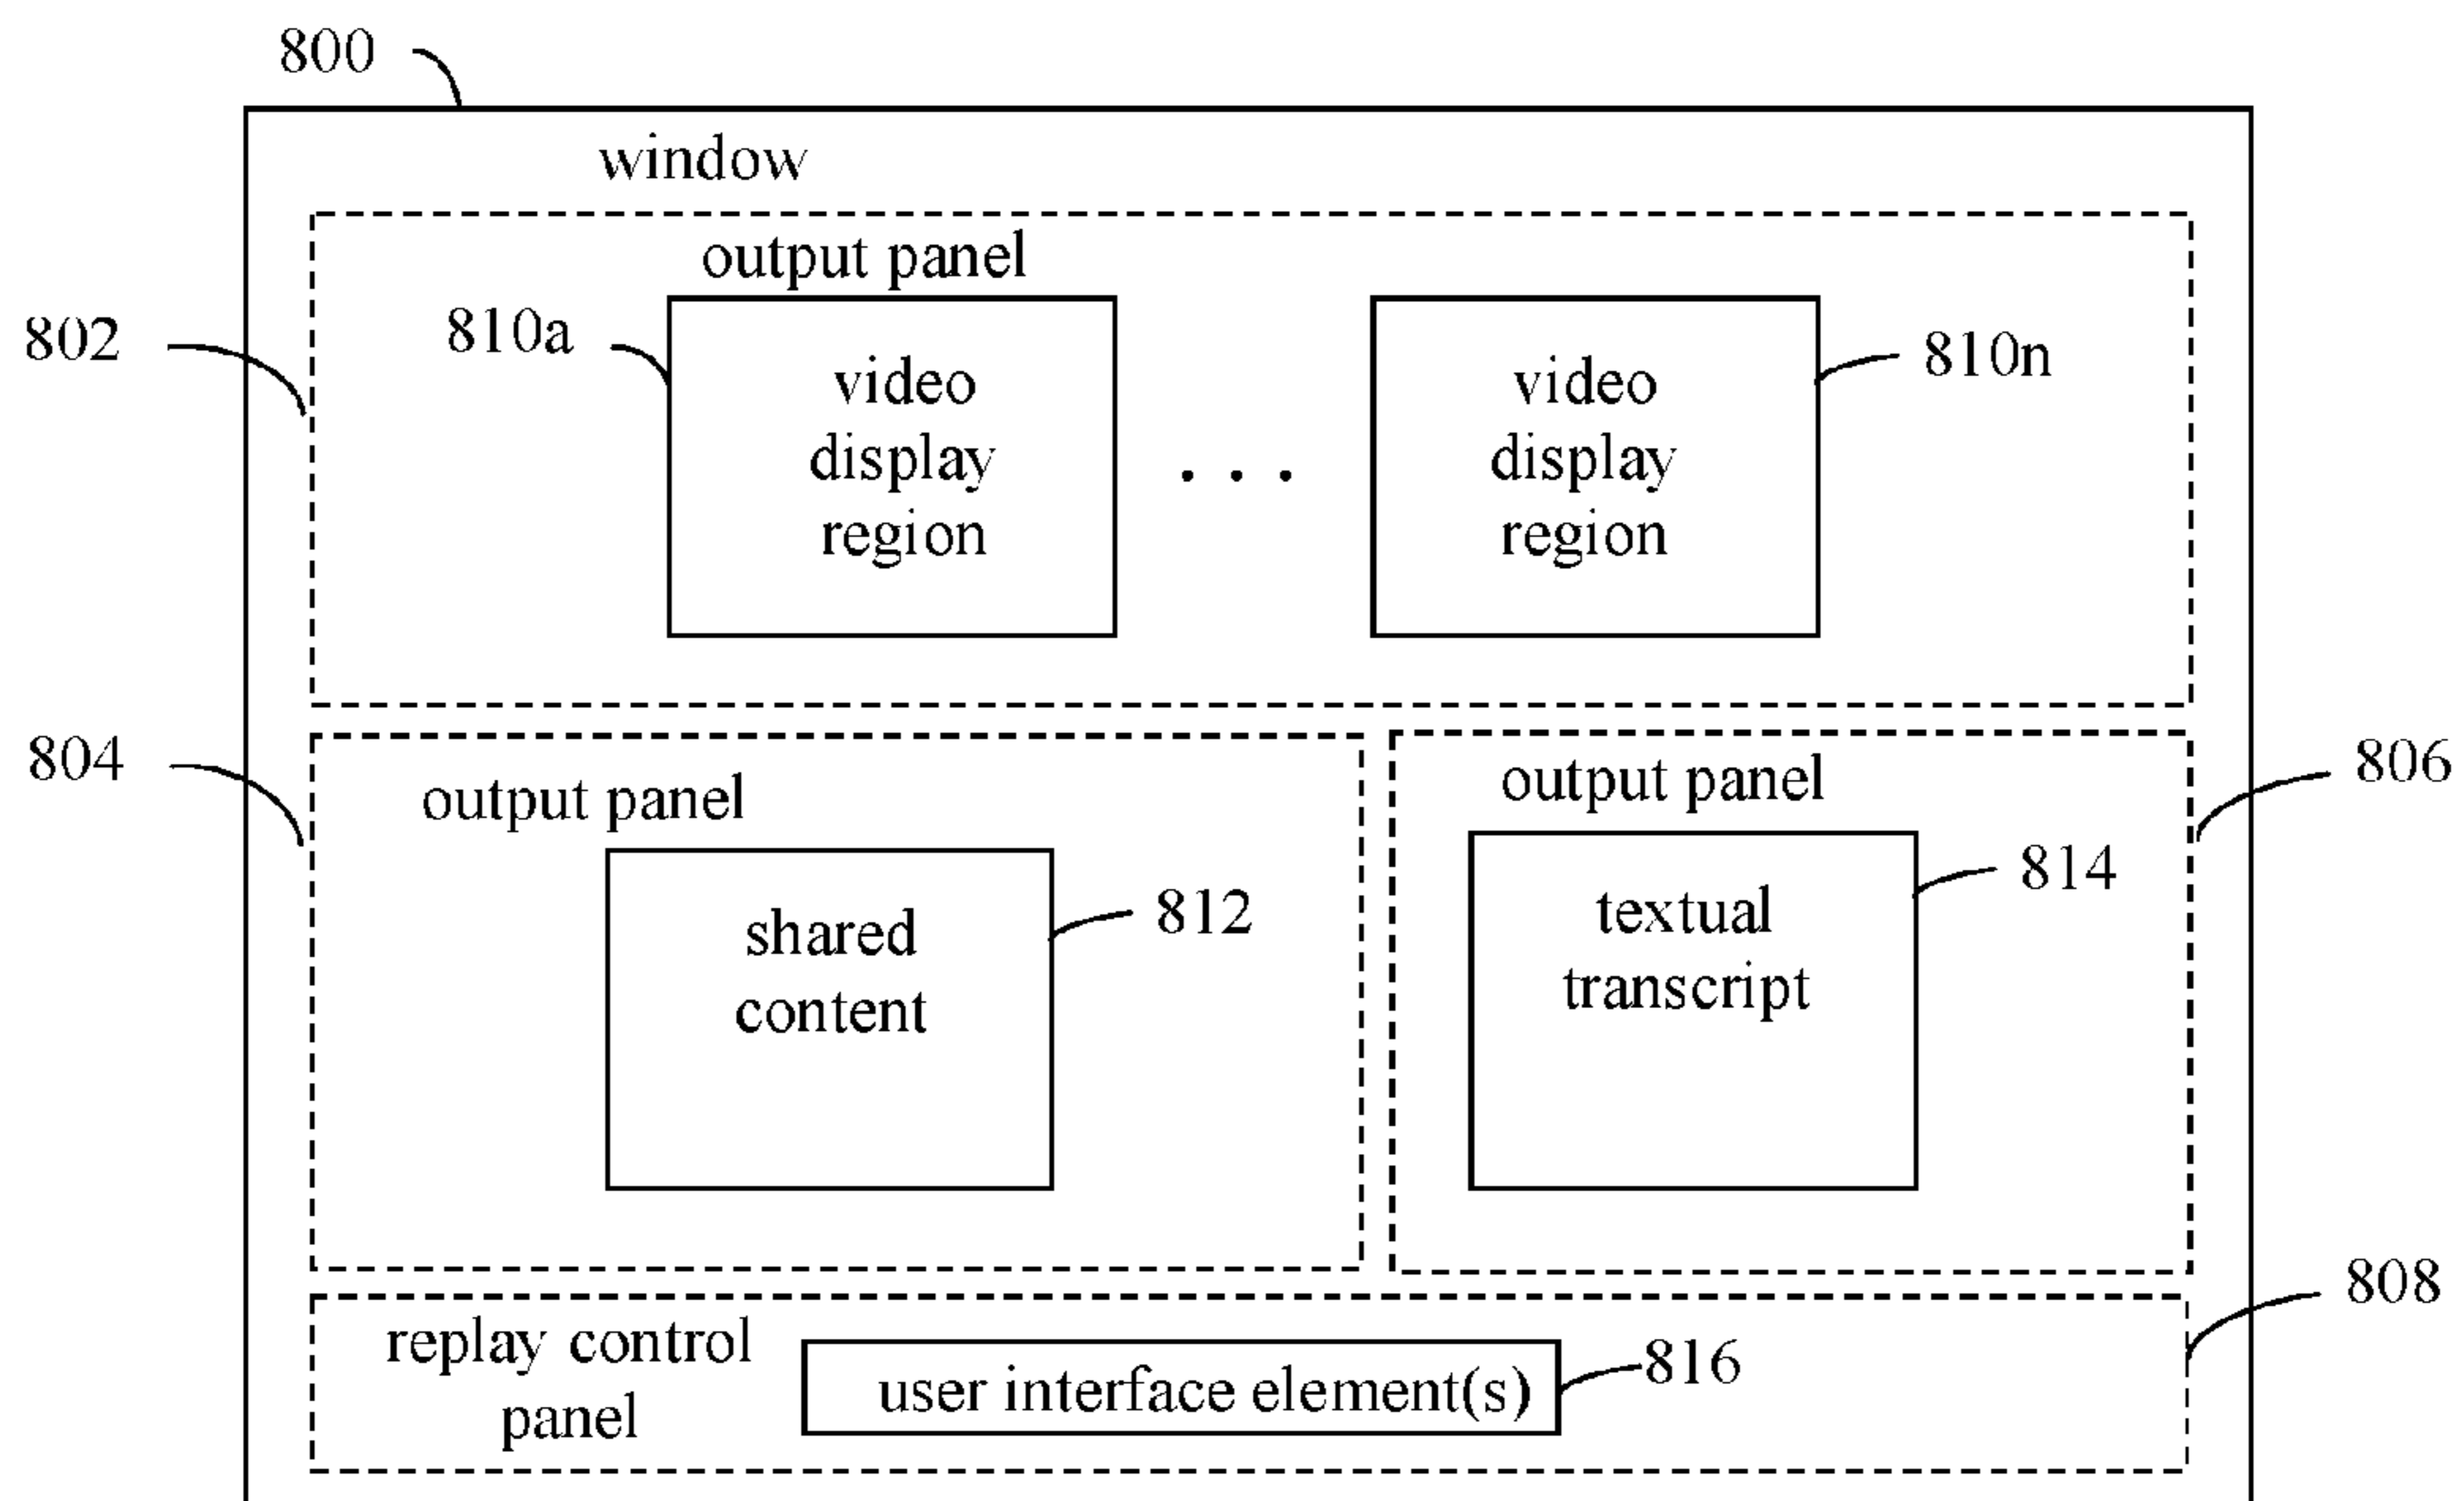 800
window
output panel
802
810a
video
display
region
. . .
video
display
region
810n
804
output panel
shared
content
812
output panel
textual
transcript
814
806
replay control
panel
user interface element(s)
816
808